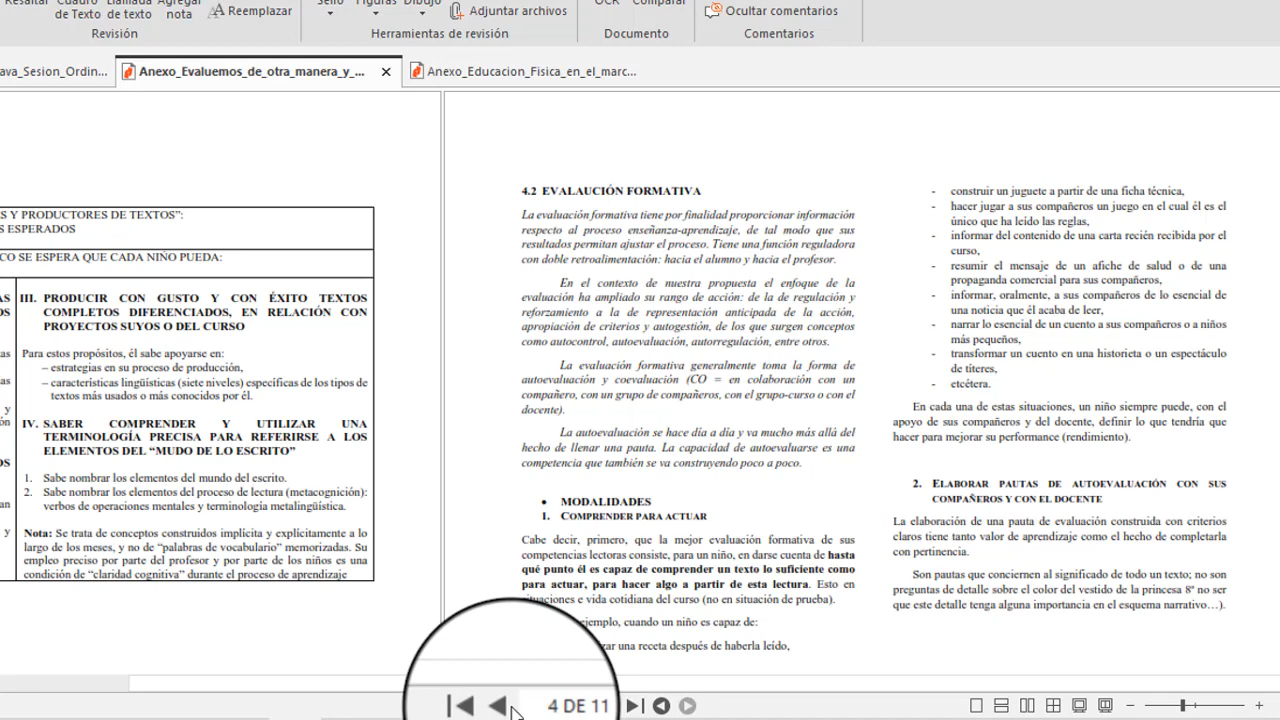 Resaltar Cuadro de Texto Llamada de texto Agregar nota Reemplazar
Revisión
Sello Figuras Dibujo Adjuntar archivos
Herramientas de revisión
OCR Comparar
Documento
Ocultar comentarios
Comentarios
ava_Sesion_Ordin...
Anexo_Evaluemos_de_otra_manera_y_...
Anexo_Educacion_Fisica_en_el_marc...
S Y PRODUCTORES DE TEXTOS”:
S ESPERADOS
CO SE ESPERA QUE CADA NIÑO PUEDA:
III. PRODUCIR CON GUSTO Y CON ÉXITO TEXTOS
COMPLETOS DIFERENCIADOS, EN RELACIÓN CON
PROYECTOS SUYOS O DEL CURSO
Para estos propósitos, él sabe apoyarse en:
– estrategias en su proceso de producción,
– características lingüísticas (siete niveles) específicas de los tipos de
textos más usados o más conocidos por él.
IV. SABER COMPRENDER Y UTILIZAR UNA
TERMINOLOGÍA PRECISA PARA REFERIRSE A LOS
ELEMENTOS DEL “MUDO DE LO ESCRITO”
1. Sabe nombrar los elementos del mundo del escrito.
2. Sabe nombrar los elementos del proceso de lectura (metacognición):
verbos de operaciones mentales y terminología metalingüística.
Nota: Se trata de conceptos construidos implícita y explícitamente a lo
largo de los meses, y no de “palabras de vocabulario” memorizadas. Su
empleo preciso por parte del profesor y por parte de los niños es una
condición de “claridad cognitiva” durante el proceso de aprendizaje
4.2 EVALAUCIÓN FORMATIVA
La evaluación formativa tiene por finalidad proporcionar información
respecto al proceso enseñanza-aprendizaje, de tal modo que sus
resultados permitan ajustar el proceso. Tiene una función reguladora
con doble retroalimentación: hacia el alumno y hacia el profesor.
En el contexto de nuestra propuesta el enfoque de la
evaluación ha ampliado su rango de acción: de la de regulación y
reforzamiento a la de representación anticipada de la acción,
apropiación de criterios y autogestión, de los que surgen conceptos
como autocontrol, autoevaluación, autorregulación, entre otros.
La evaluación formativa generalmente toma la forma de
autoevaluación y coevaluación (CO = en colaboración con un
compañero, con un grupo de compañeros, con el grupo-curso o con el
docente).
La autoevaluación se hace día a día y va mucho más allá del
hecho de llenar una pauta. La capacidad de autoevaluarse es una
competencia que también se va construyendo poco a poco.
• MODALIDADES
1. COMPRENDER PARA ACTUAR
Cabe decir, primero, que la mejor evaluación formativa de sus
competencias lectoras consiste, para un niño, en darse cuenta de hasta
qué punto él es capaz de comprender un texto lo suficiente como
para actuar, para hacer algo a partir de esta lectura. Esto en
situaciones e vida cotidiana del curso (no en situación de prueba).
ejemplo, cuando un niño es capaz de:
zar una receta después de haberla leído,
- construir un juguete a partir de una ficha técnica,
- hacer jugar a sus compañeros un juego en el cual él es el
único que ha leído las reglas,
- informar del contenido de una carta recién recibida por el
curso,
- resumir el mensaje de un afiche de salud o de una
propaganda comercial para sus compañeros,
- informar, oralmente, a sus compañeros de lo esencial de
una noticia que él acaba de leer,
- narrar lo esencial de un cuento a sus compañeros o a niños
más pequeños,
- transformar un cuento en una historieta o un espectáculo
de títeres,
- etcétera.
En cada una de estas situaciones, un niño siempre puede, con el
apoyo de sus compañeros y del docente, definir lo que tendría que
hacer para mejorar su performance (rendimiento).
2. ELABORAR PAUTAS DE AUTOEVALUACIÓN CON SUS
COMPAÑEROS Y CON EL DOCENTE
La elaboración de una pauta de evaluación construida con criterios
claros tiene tanto valor de aprendizaje como el hecho de completarla
con pertinencia.
Son pautas que conciernen al significado de todo un texto; no son
preguntas de detalle sobre el color del vestido de la princesa 8ª no ser
que este detalle tenga alguna importancia en el esquema narrativo…).
4 DE 11